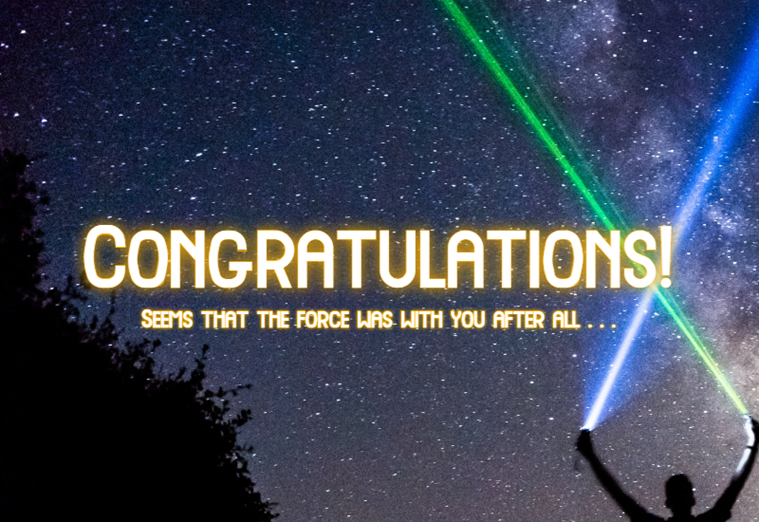 Congratulations!
Seems that the force was with you after all . . .